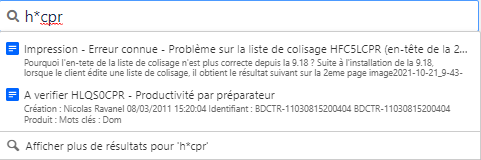 h*cpr
Impression - Erreur connue - Problème sur la liste de colisage HFC5LCPR (en-tête de la 2...
Pourquoi l'en-tete de la liste de colisage n'est plus correcte depuis la 9.18 ? Suite à l'installation de la 9.18,
lorsque le client édite une liste de colisage, il obtient le résultat suivant sur la 2eme page image2021-10-21_9-43-
A verifier HLQS0CPR - Productivité par préparateur
Création : Nicolas Ravanel 08/03/2011 15:20:04 Identifiant : BDCTR-11030815200404 BDCTR-11030815200404
Produit : Mots clés : Dom
Afficher plus de résultats pour 'h*cpr'